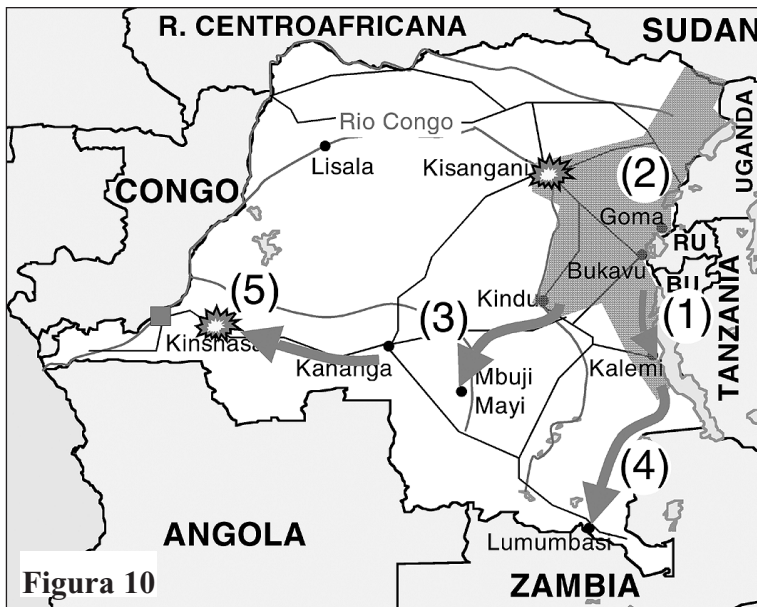 R. CENTROAFRICANA
SUDAN
UGANDA
Rio Congo
Lisala
Kisangani
(2)
CONGO
Goma
RU
Bukavu
BU
TANZANIA
(5)
Kindu
(3)
(1)
Kinshasa
Kananga
Mbuji
Mayi
Kalemi
(4)
ANGOLA
Lumumbasi
Figura 10
ZAMBIA